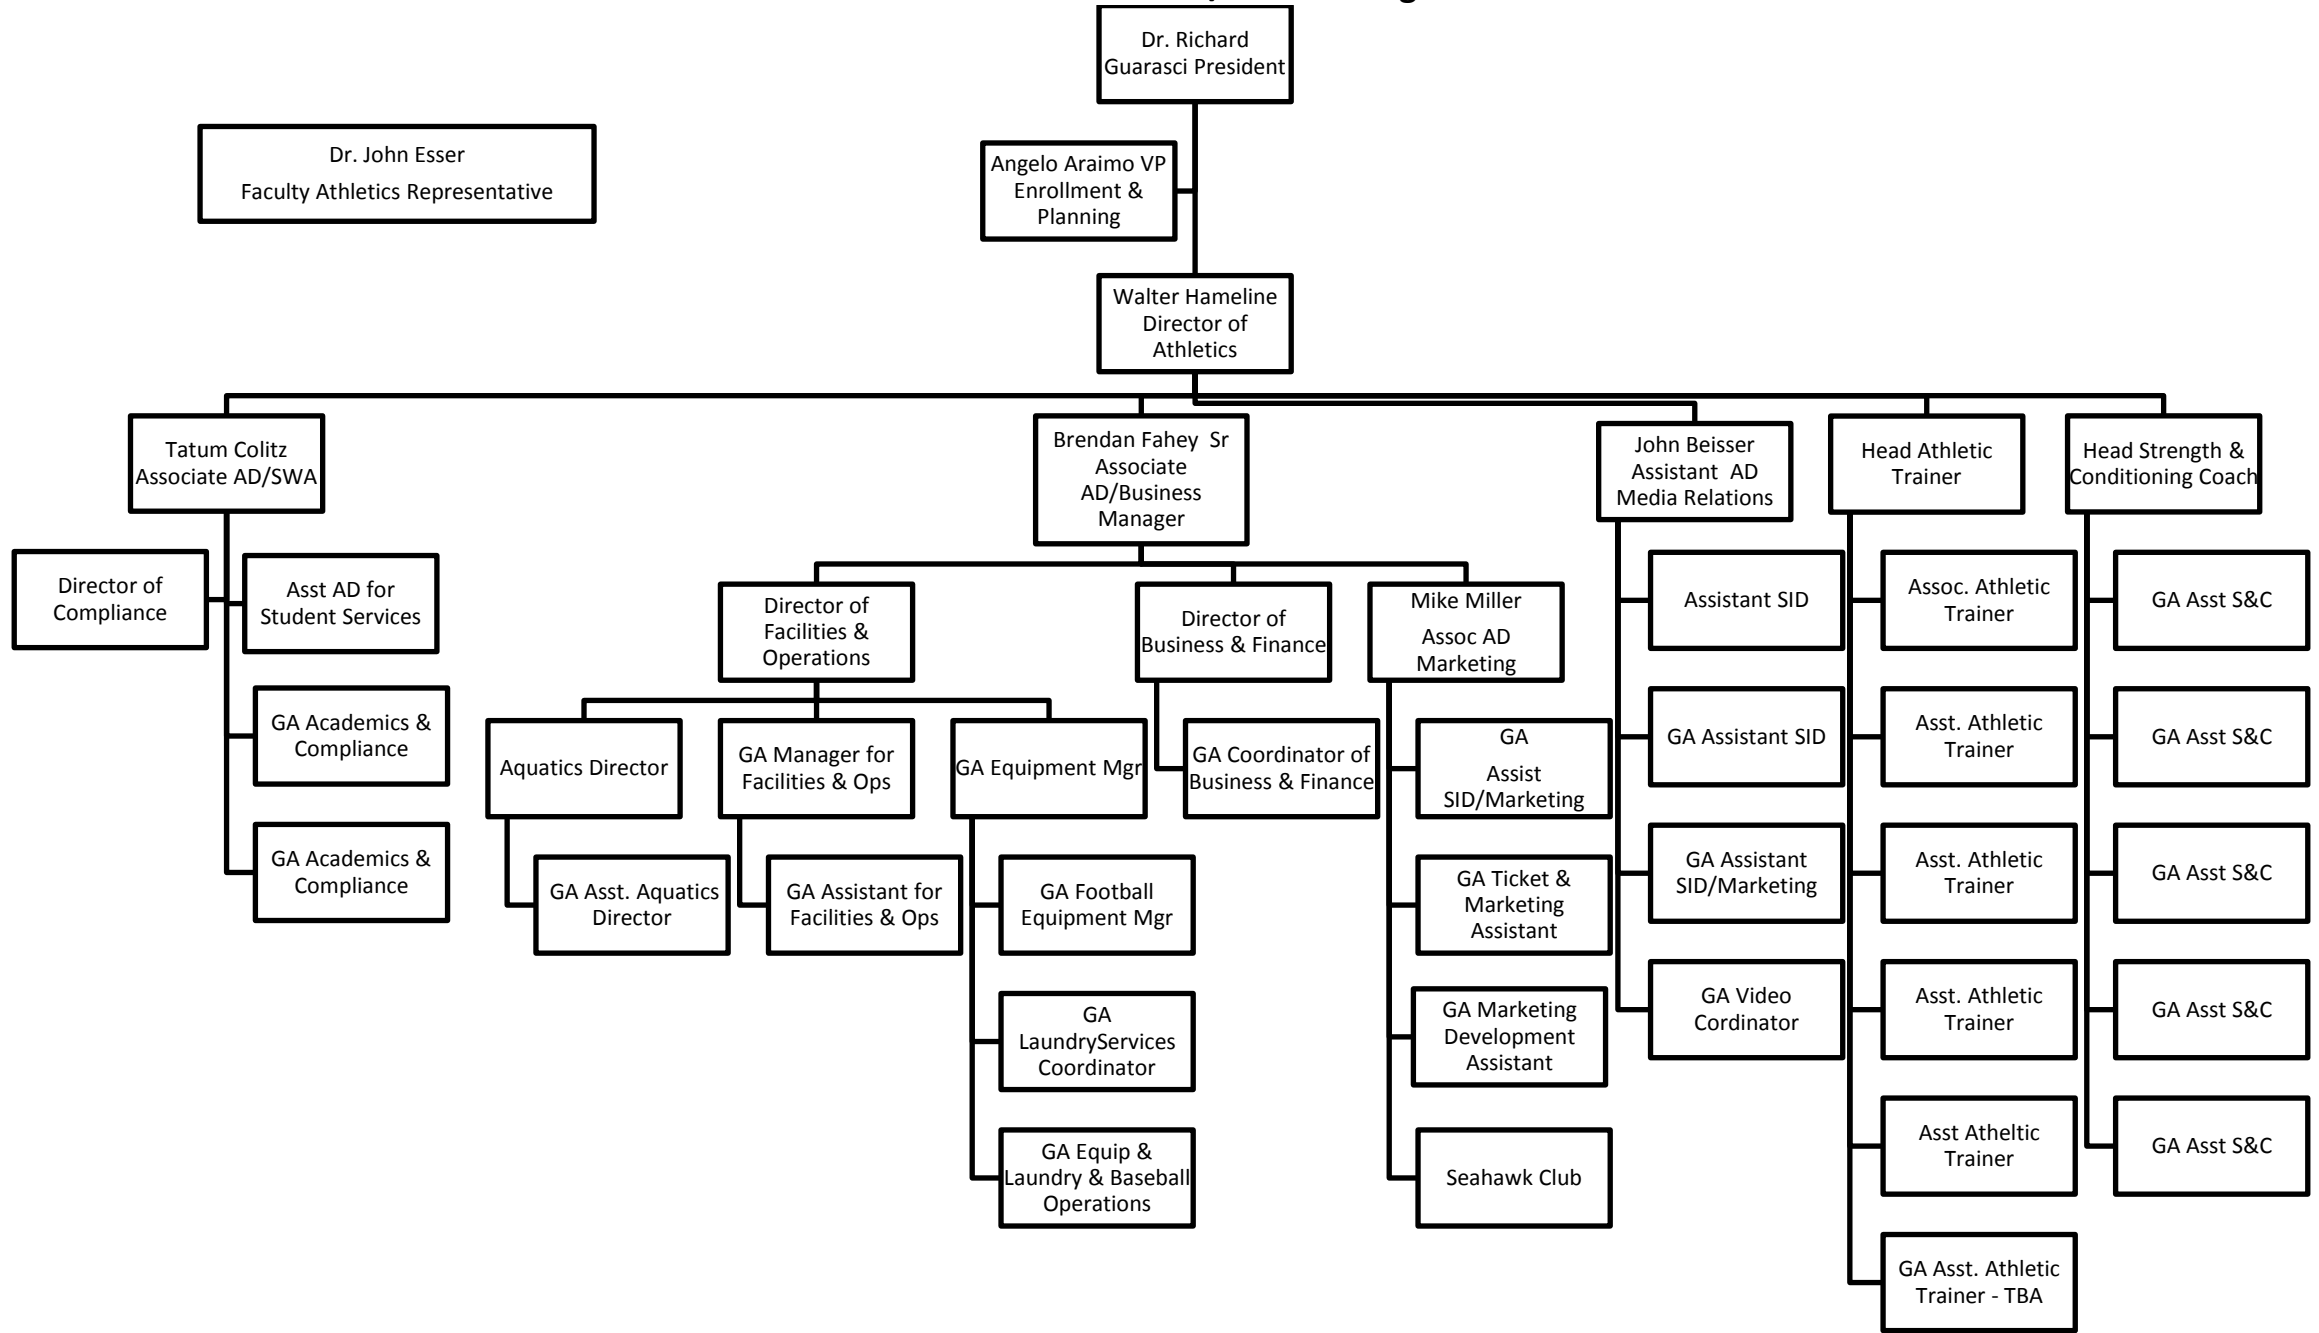 Dr. Richard
Guarasci President
Dr. John Esser
Faculty Athletics Representative
Angelo Araimo VP
Enrollment &
Planning
Walter Hameline
Director of
Athletics
Tatum Colitz
Associate AD/SWA
Brendan Fahey  Sr
Associate
AD/Business
Manager
John Beisser
Assistant  AD
Media Relations
Head Athletic
Trainer
Head Strength &
Conditioning Coach
Director of
Compliance
Asst AD for
Student Services
GA Academics &
Compliance
GA Academics &
Compliance
Director of
Facilities &
Operations
Director of
Business & Finance
Mike Miller
Assoc AD
Marketing
Aquatics Director
GA Manager for
Facilities & Ops
GA Equipment Mgr
GA Coordinator of
Business & Finance
GA Asst. Aquatics
Director
GA Assistant for
Facilities & Ops
GA Football
Equipment Mgr
GA
LaundryServices
Coordinator
GA Equip &
Laundry & Baseball
Operations
GA
Assist
SID/Marketing
GA Ticket &
Marketing
Assistant
GA Marketing
Development
Assistant
Seahawk Club
Assistant SID
GA Assistant SID
GA Assistant
SID/Marketing
GA Video
Cordinator
Assoc. Athletic
Trainer
Asst. Athletic
Trainer
Asst. Athletic
Trainer
Asst. Athletic
Trainer
Asst Atheltic
Trainer
GA Asst. Athletic
Trainer - TBA
GA Asst S&C
GA Asst S&C
GA Asst S&C
GA Asst S&C
GA Asst S&C